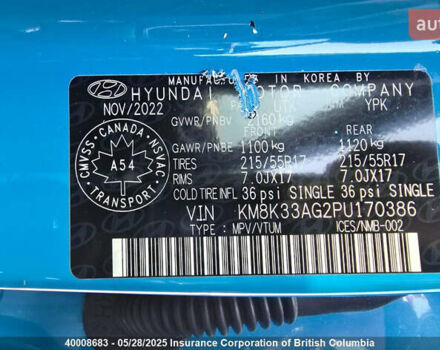 MANUFACTURED IN KOREA BY
HYUNDAI MOTOR COMPANY
NOV/2022 YPK
GVWR/PNBV 2160 kg
FRONT REAR
GAWR/PNBE 1100kg 1120 kg
TIRES 215/55R17 215/55R17
RIMS 7.0JX17 7.0JX17
COLD TIRE INFL 36 psi SINGLE 36 psi SINGLE
VIN KM8K33AG2PU170386
TYPE : MPV/VTUM ICES/NMB-002
CMVSS • CANADA • NSVAC
A54
• TRANSPORT •
40008683 - 05/28/2025 Insurance Corporation of British Columbia